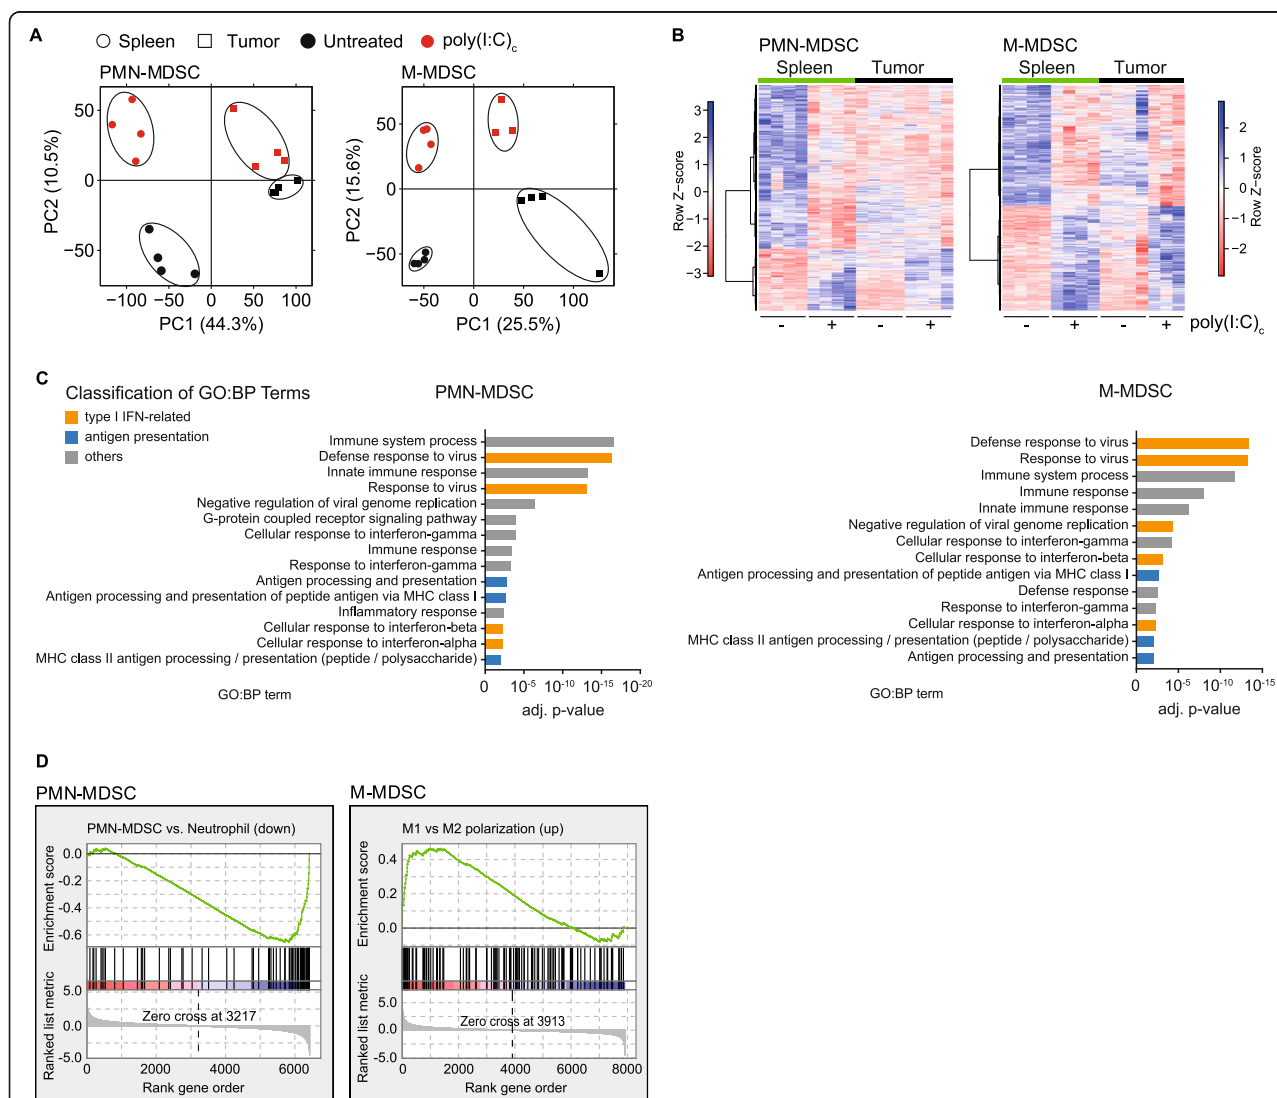 A
Spleen Tumor Untreated poly(I:C)c
PMN-MDSC
50
0
−50
PC2 (10.5%)
−100 −50 0 50 100
PC1 (44.3%)
M-MDSC
50
0
−50
PC2 (15.6%)
−50 0 50 100
PC1 (25.5%)
B
PMN-MDSC
Spleen Tumor
3
2
1
0
−1
−2
−3
Row Z−score
- + - +
M-MDSC
Spleen Tumor
2
1
0
−1
−2
Row Z−score
- + - + poly(I:C)c
C
Classification of GO:BP Terms
type I IFN-related
antigen presentation
others
PMN-MDSC
Immune system process
Defense response to virus
Innate immune response
Response to virus
Negative regulation of viral genome replication
G-protein coupled receptor signaling pathway
Cellular response to interferon-gamma
Immune response
Response to interferon-gamma
Antigen processing and presentation
Antigen processing and presentation of peptide antigen via MHC class I
Inflammatory response
Cellular response to interferon-beta
Cellular response to interferon-alpha
MHC class II antigen processing / presentation (peptide / polysaccharide)
0 10-5 10-10 10-15 10-20
GO:BP term
adj. p-value
M-MDSC
Defense response to virus
Response to virus
Immune system process
Immune response
Innate immune response
Negative regulation of viral genome replication
Cellular response to interferon-gamma
Cellular response to interferon-beta
Antigen processing and presentation of peptide antigen via MHC class I
Defense response
Response to interferon-gamma
Cellular response to interferon-alpha
MHC class II antigen processing / presentation (peptide / polysaccharide)
Antigen processing and presentation
0 10-5 10-10 10-15
GO:BP term
adj. p-value
D
PMN-MDSC
PMN-MDSC vs. Neutrophil (down)
0.0
-0.2
-0.4
-0.6
Enrichment score
5.0
0.0
-5.0
Ranked list metric
Zero cross at 3217
0 2000 4000 6000
Rank gene order
M-MDSC
M1 vs M2 polarization (up)
0.4
0.2
0.0
Enrichment score
5.0
0.0
-5.0
Ranked list metric
Zero cross at 3913
0 2000 4000 6000 8000
Rank gene order